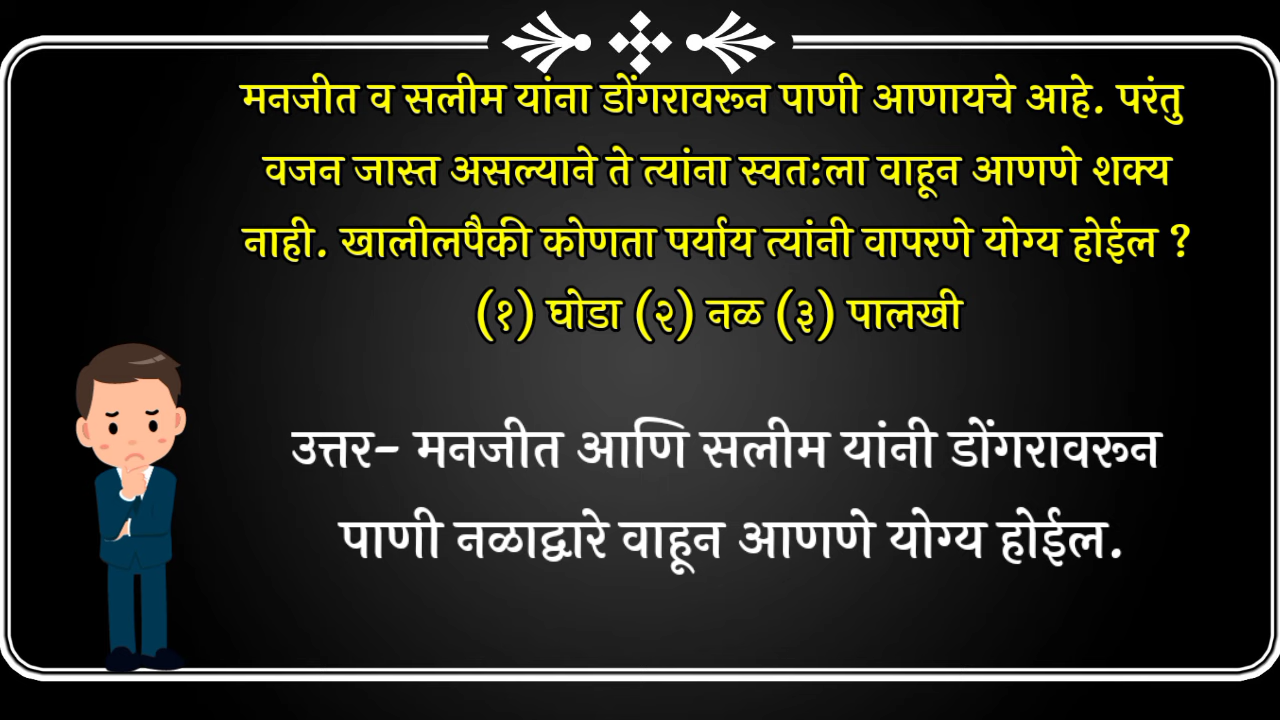 मनजीत व सलीम यांना डोंगरावरून पाणी आणायचे आहे. परंतु
वजन जास्त असल्याने ते त्यांना स्वत:ला वाहून आणणे शक्य
नाही. खालीलपैकी कोणता पर्याय त्यांनी वापरणे योग्य होईल ?
(१) घोडा (२) नळ (३) पालखी
उत्तर- मनजीत आणि सलीम यांनी डोंगरावरून
पाणी नळाद्वारे वाहून आणणे योग्य होईल.